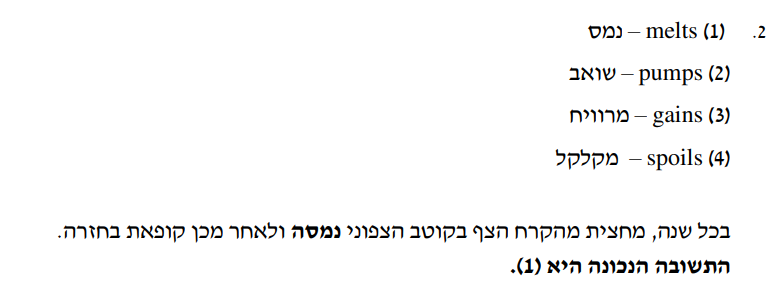 2. (1) melts – נמס
(2) pumps – שואב
(3) gains – מרוויח
(4) spoils – מקלקל
בכל שנה, מחצית מהקרח הצף בקוטב הצפוני נמסה ולאחר מכן קופאת בחזרה.
התשובה הנכונה היא (1).